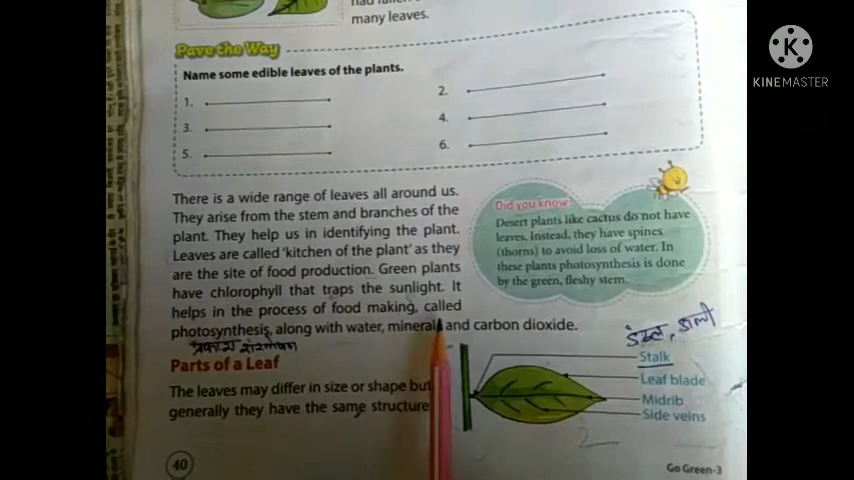 many leaves.
Pave the Way
Name some edible leaves of the plants.
1.
2.
3.
4.
5.
6.
There is a wide range of leaves all around us.
They arise from the stem and branches of the
plant. They help us in identifying the plant.
Leaves are called 'kitchen of the plant' as they
are the site of food production. Green plants
have chlorophyll that traps the sunlight. It
helps in the process of food making, called
photosynthesis, along with water, minerals and carbon dioxide.
Did you know?
Desert plants like cactus do not have
leaves. Instead, they have spines
(thorns) to avoid loss of water. In
these plants photosynthesis is done
by the green, fleshy stem.
प्रकाश संश्लेषण
Parts of a Leaf
The leaves may differ in size or shape but
generally they have the same structure
डंठल, डाली
Stalk
Leaf blade
Midrib
Side veins
40
Go Green-3
KINEMASTER